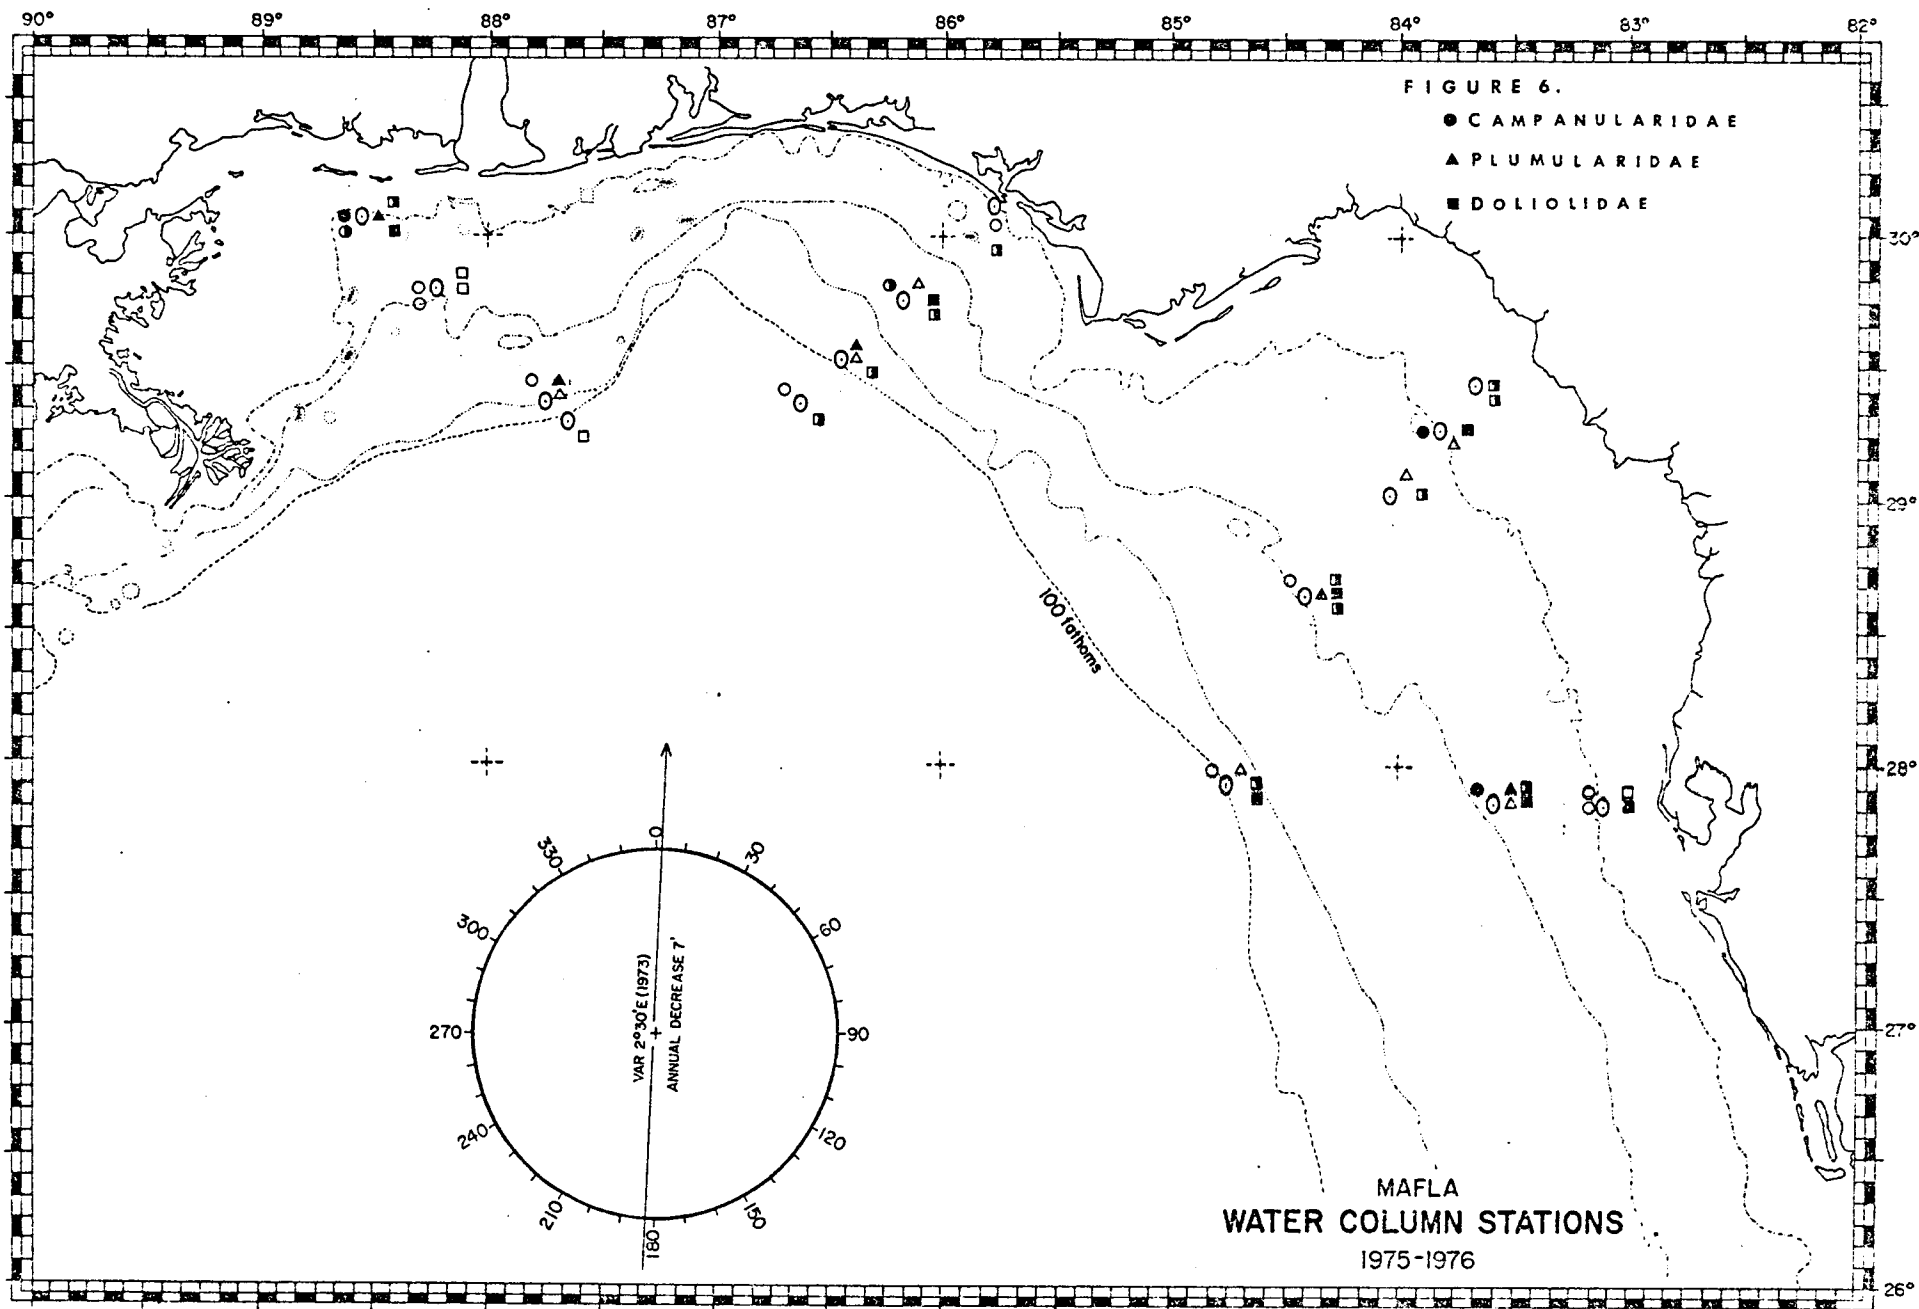 90° 89° 88° 87° 86° 85° 84° 83° 82°
FIGURE 6.
● CAMPANULARIDAE
▲ PLUMULARIDAE
■ DOLIOLIDAE
30°
29°
100 fathoms
28°
0
330 30
300 60
VAR 2°30'E (1973)
ANNUAL DECREASE 7'
270 90
27°
240 120
210 150
180
MAFLA
WATER COLUMN STATIONS
1975-1976
26°